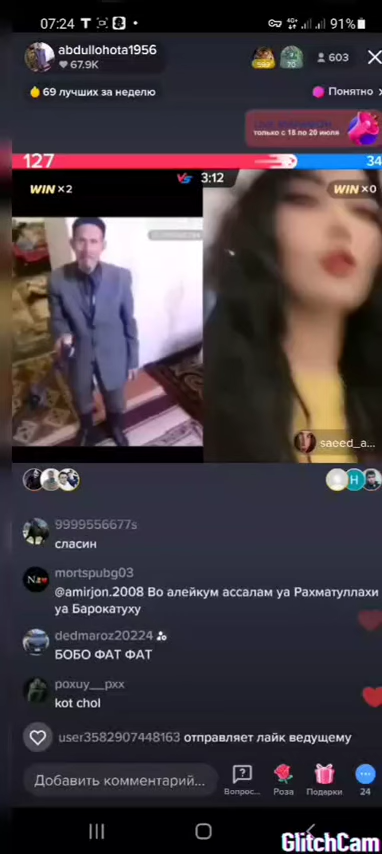 07:24 T 91%
abdullohota1956
67.9K
603
69 лучших за неделю
Понятно
только с 18 по 20 июля
127
34
WIN ×2
VS 3:12
WIN ×0
saeed_a...
H
9999556677s
сласин
mortspubg03
@amirjon.2008 Во алейкум ассалам уа Рахматуллахи
уа Барокатуху
dedmaroz20224
БОБО ФАТ ФАТ
poxuy__pxx
kot chol
user3582907448163 отправляет лайк ведущему
Добавить комментарий...
Вопрос...
Роза
Подарки
24
GlitchCam